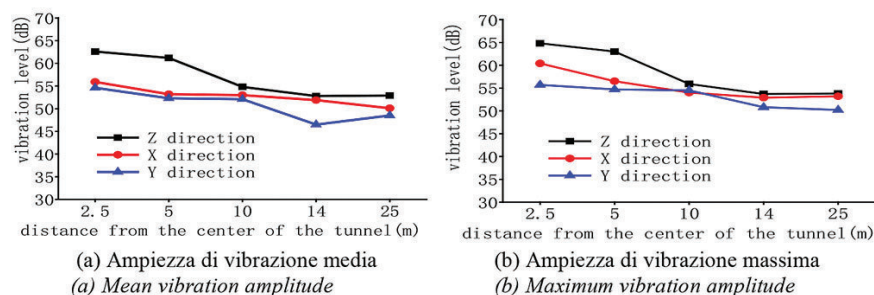 vibration level(dB)
70
65
60
55
50
45
40
30
Z direction
X direction
Y direction
2.5 5 10 14 25
distance from the center of the tunnel(m)
(a) Ampiezza di vibrazione media
(a) Mean vibration amplitude
vibration level(dB)
70
65
60
55
50
45
40
35
30
Z direction
X direction
Y direction
2.5 5 10 14 25
distance from the center of the tunnel(m)
(b) Ampiezza di vibrazione massima
(b) Maximum vibration amplitude